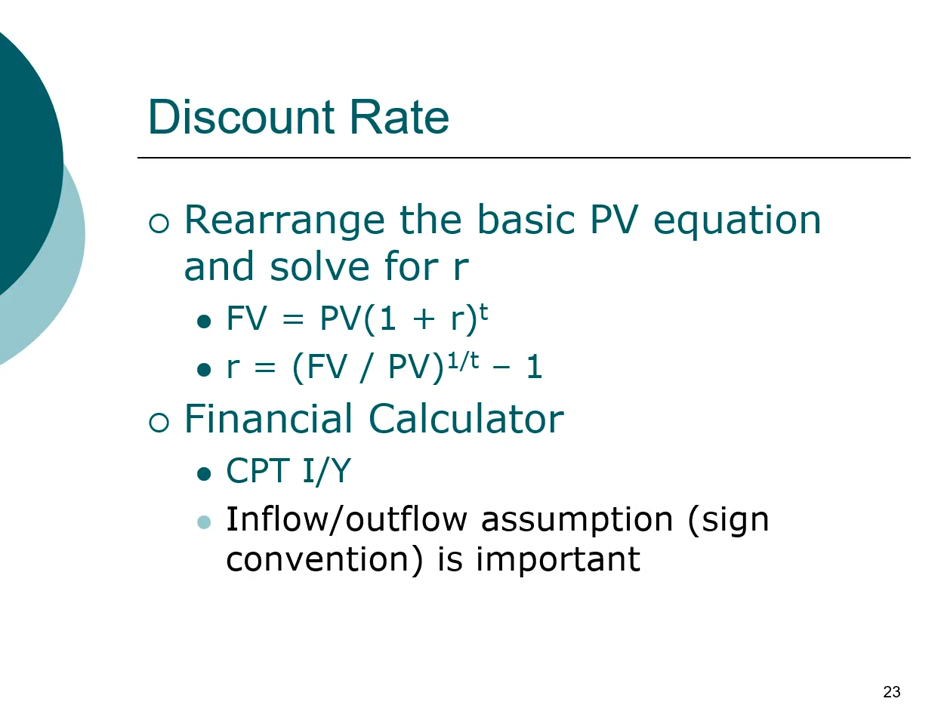 Discount Rate
Rearrange the basic PV equation
and solve for r
FV = PV(1 + r)ᵗ
r = (FV / PV)¹/ᵗ – 1
Financial Calculator
CPT I/Y
Inflow/outflow assumption (sign
convention) is important
23